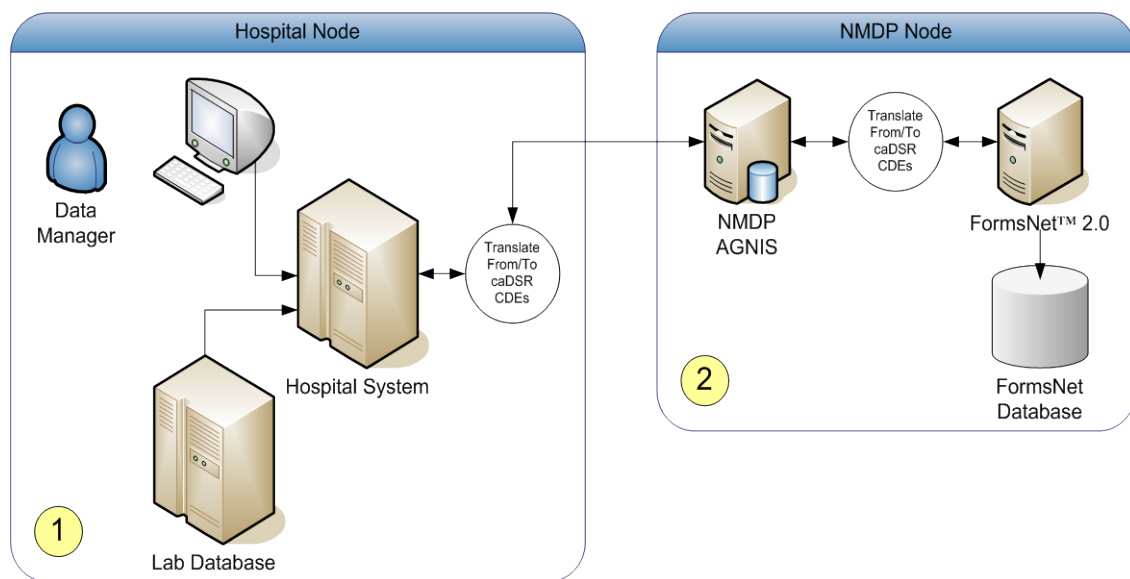 Hospital Node
NMDP Node
Data
Manager
Hospital System
Lab Database
1
Translate
From/To
caDSR
CDEs
NMDP
AGNIS
Translate
From/To
caDSR
CDEs
FormsNet™ 2.0
FormsNet
Database
2